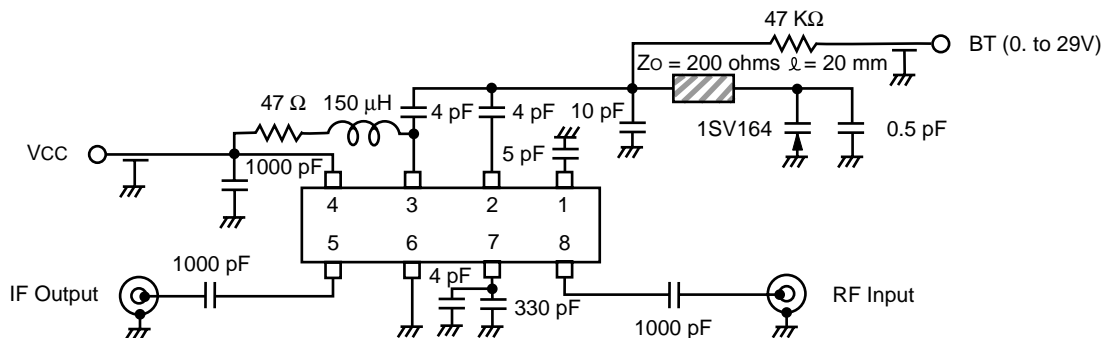 47 KΩ
BT (0. to 29V)
ZO = 200 ohms ℓ = 20 mm
47 Ω
150 μH
4 pF
4 pF
10 pF
1SV164
0.5 pF
VCC
1000 pF
5 pF
4
3
2
1
5
6
7
8
1000 pF
4 pF
IF Output
330 pF
RF Input
1000 pF